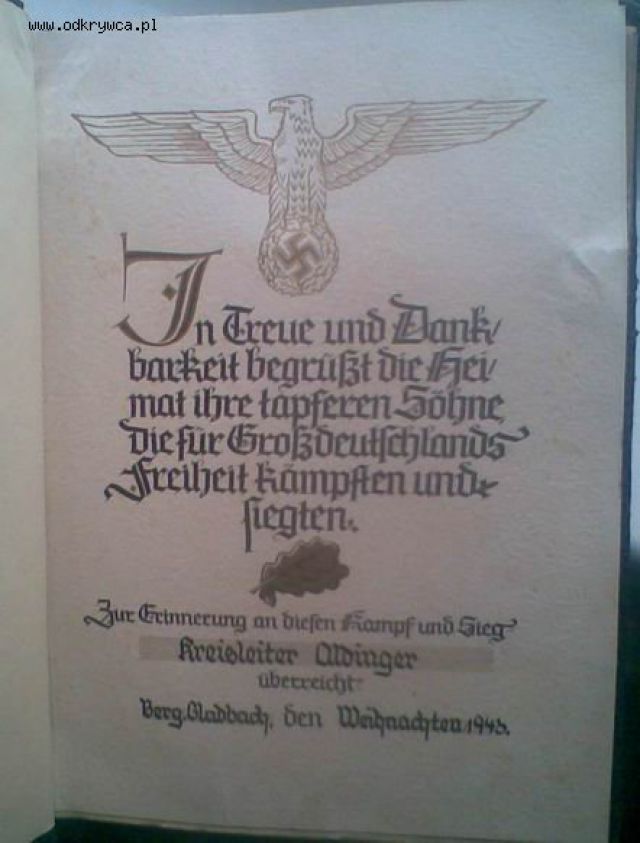 www.odkrywca.pl
In Treue und Dank/
barkeit begrüßt die Hei/
mat ihre tapferen Söhne
die für Großdeutschlands
Freiheit kämpften und
siegten.
Zur Erinnerung an diesen Kampf und Sieg
Kreisleiter Aldinger
überreicht
Berg. Gladbach, den Weihnachten 1943.